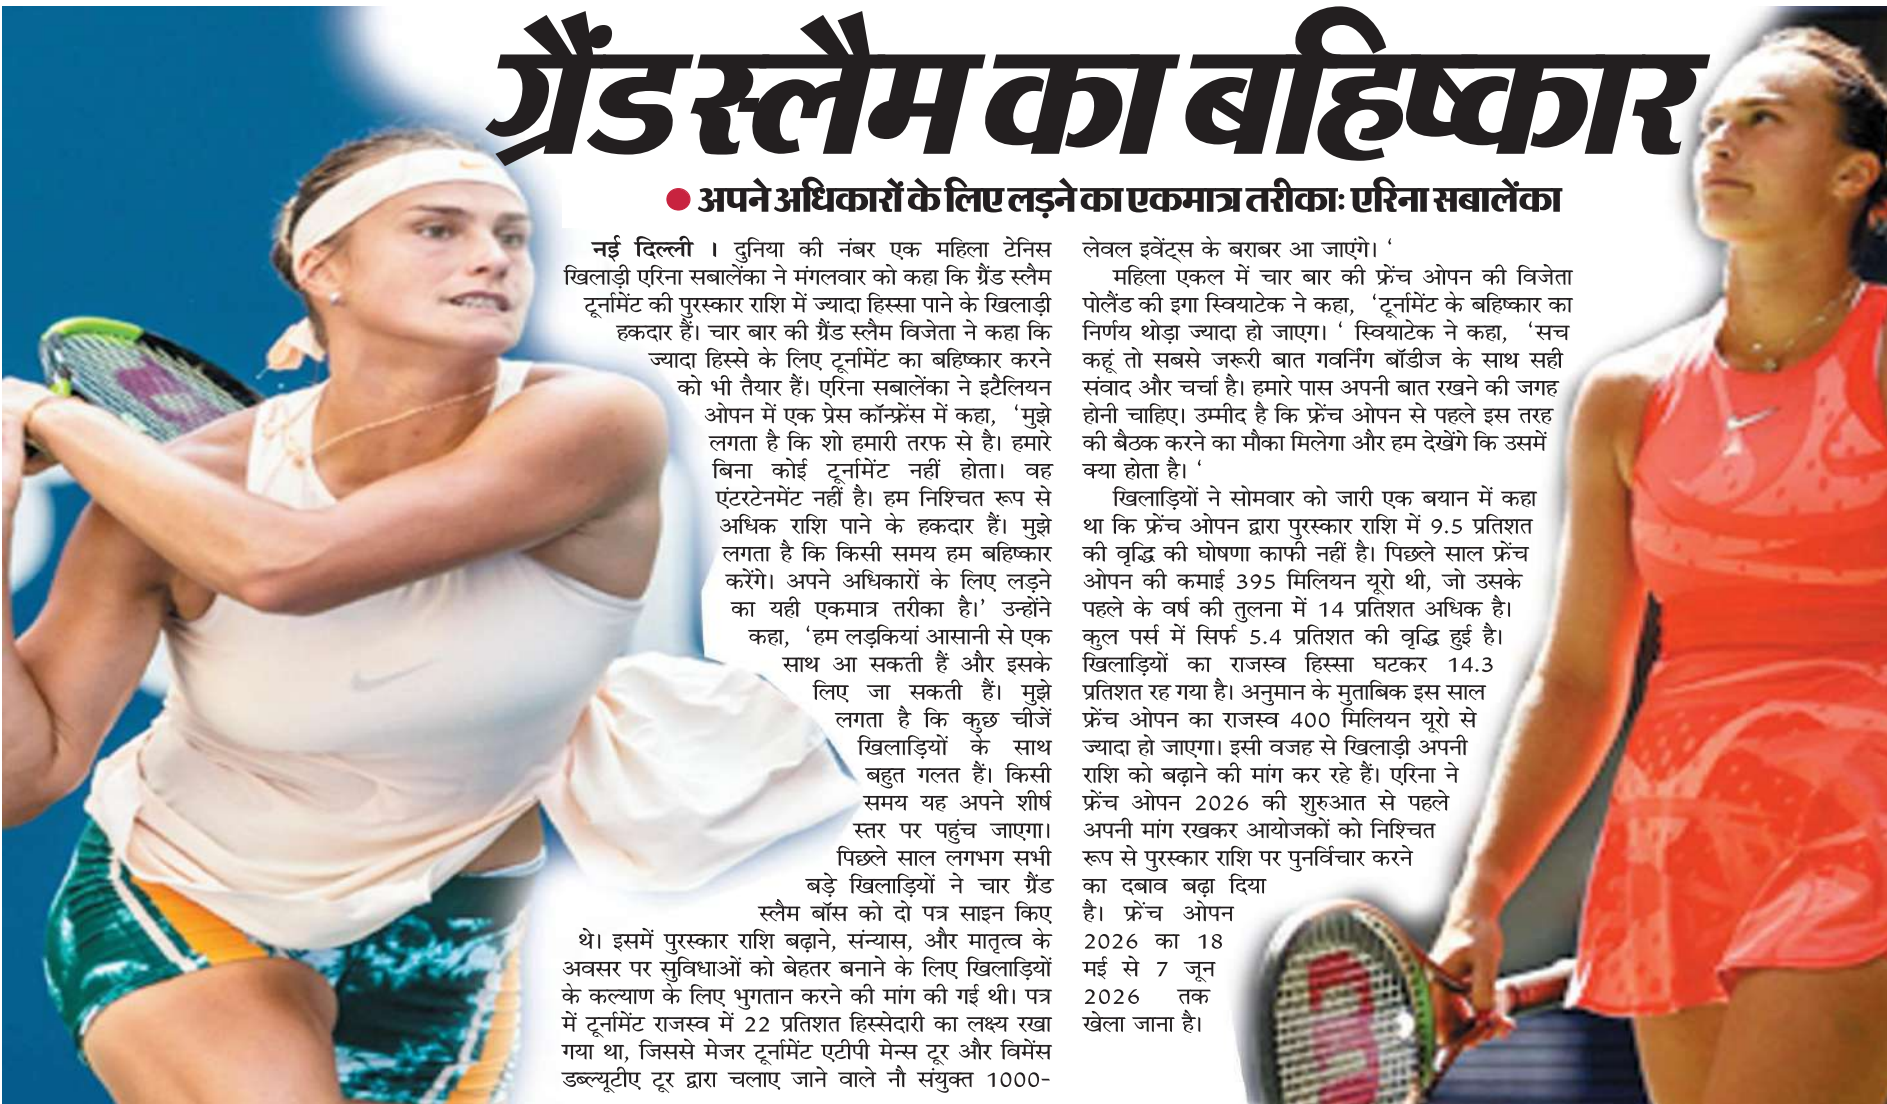 ग्रैंड स्लैम का बहिष्कार
● अपने अधिकारों के लिए लड़ने का एकमात्र तरीकाः एरिना सबालेंका
नई दिल्ली । दुनिया की नंबर एक महिला टेनिस
खिलाड़ी एरिना सबालेंका ने मंगलवार को कहा कि ग्रैंड स्लैम
टूर्नामेंट की पुरस्कार राशि में ज्यादा हिस्सा पाने के खिलाड़ी
हकदार हैं। चार बार की ग्रैंड स्लैम विजेता ने कहा कि
ज्यादा हिस्से के लिए टूर्नामेंट का बहिष्कार करने
को भी तैयार हैं। एरिना सबालेंका ने इटैलियन
ओपन में एक प्रेस कॉन्फ्रेंस में कहा, ‘मुझे
लगता है कि शो हमारी तरफ से है। हमारे
बिना कोई टूर्नामेंट नहीं होता। वह
एंटरटेनमेंट नहीं है। हम निश्चित रूप से
अधिक राशि पाने के हकदार हैं। मुझे
लगता है कि किसी समय हम बहिष्कार
करेंगे। अपने अधिकारों के लिए लड़ने
का यही एकमात्र तरीका है।’ उन्होंने
कहा, ‘हम लड़कियां आसानी से एक
साथ आ सकती हैं और इसके
लिए जा सकती हैं। मुझे
लगता है कि कुछ चीजें
खिलाड़ियों के साथ
बहुत गलत हैं। किसी
समय यह अपने शीर्ष
स्तर पर पहुंच जाएगा।
पिछले साल लगभग सभी
बड़े खिलाड़ियों ने चार ग्रैंड
स्लैम बॉस को दो पत्र साइन किए
थे। इसमें पुरस्कार राशि बढ़ाने, संन्यास, और मातृत्व के
अवसर पर सुविधाओं को बेहतर बनाने के लिए खिलाड़ियों
के कल्याण के लिए भुगतान करने की मांग की गई थी। पत्र
में टूर्नामेंट राजस्व में 22 प्रतिशत हिस्सेदारी का लक्ष्य रखा
गया था, जिससे मेजर टूर्नामेंट एटीपी मेन्स टूर और विमेंस
डब्ल्यूटीए टूर द्वारा चलाए जाने वाले नौ संयुक्त 1000-
लेवल इवेंट्स के बराबर आ जाएंगे। ‘
महिला एकल में चार बार की फ्रेंच ओपन की विजेता
पोलैंड की इगा स्वियाटेक ने कहा, ‘टूर्नामेंट के बहिष्कार का
निर्णय थोड़ा ज्यादा हो जाएग। ‘ स्वियाटेक ने कहा, ‘सच
कहूं तो सबसे जरूरी बात गवर्निंग बॉडीज के साथ सही
संवाद और चर्चा है। हमारे पास अपनी बात रखने की जगह
होनी चाहिए। उम्मीद है कि फ्रेंच ओपन से पहले इस तरह
की बैठक करने का मौका मिलेगा और हम देखेंगे कि उसमें
क्या होता है। ‘
खिलाड़ियों ने सोमवार को जारी एक बयान में कहा
था कि फ्रेंच ओपन द्वारा पुरस्कार राशि में 9.5 प्रतिशत
की वृद्धि की घोषणा काफी नहीं है। पिछले साल फ्रेंच
ओपन की कमाई 395 मिलियन यूरो थी, जो उसके
पहले के वर्ष की तुलना में 14 प्रतिशत अधिक है।
कुल पर्स में सिर्फ 5.4 प्रतिशत की वृद्धि हुई है।
खिलाड़ियों का राजस्व हिस्सा घटकर 14.3
प्रतिशत रह गया है। अनुमान के मुताबिक इस साल
फ्रेंच ओपन का राजस्व 400 मिलियन यूरो से
ज्यादा हो जाएगा। इसी वजह से खिलाड़ी अपनी
राशि को बढ़ाने की मांग कर रहे हैं। एरिना ने
फ्रेंच ओपन 2026 की शुरुआत से पहले
अपनी मांग रखकर आयोजकों को निश्चित
रूप से पुरस्कार राशि पर पुनर्विचार करने
का दबाव बढ़ा दिया
है। फ्रेंच ओपन
2026 का 18
मई से 7 जून
2026 तक
खेला जाना है।